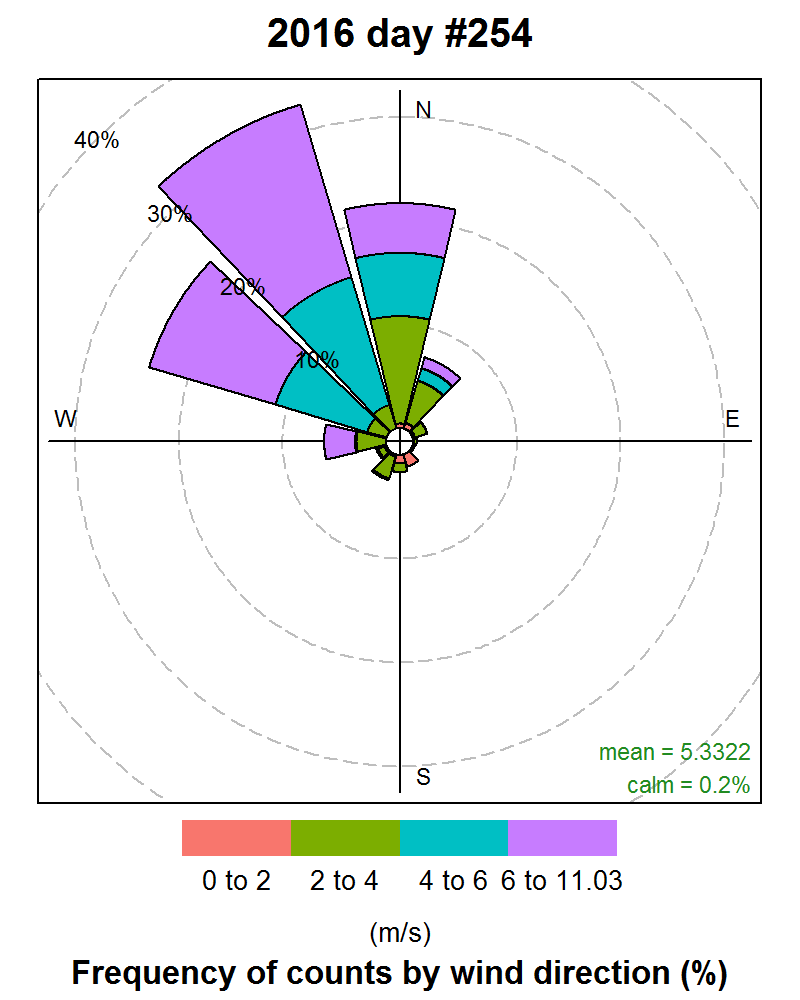 2016 day #254
N
40%
30%
20%
10%
W
E
S
mean = 5.3322
calm = 0.2%
0 to 2 2 to 4 4 to 6 6 to 11.03
(m/s)
Frequency of counts by wind direction (%)